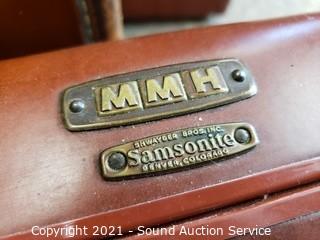 MMH
SHWAYDER BROS. INC.
Samsonite
DENVER, COLORADO
Copyright 2021 - Sound Auction Service